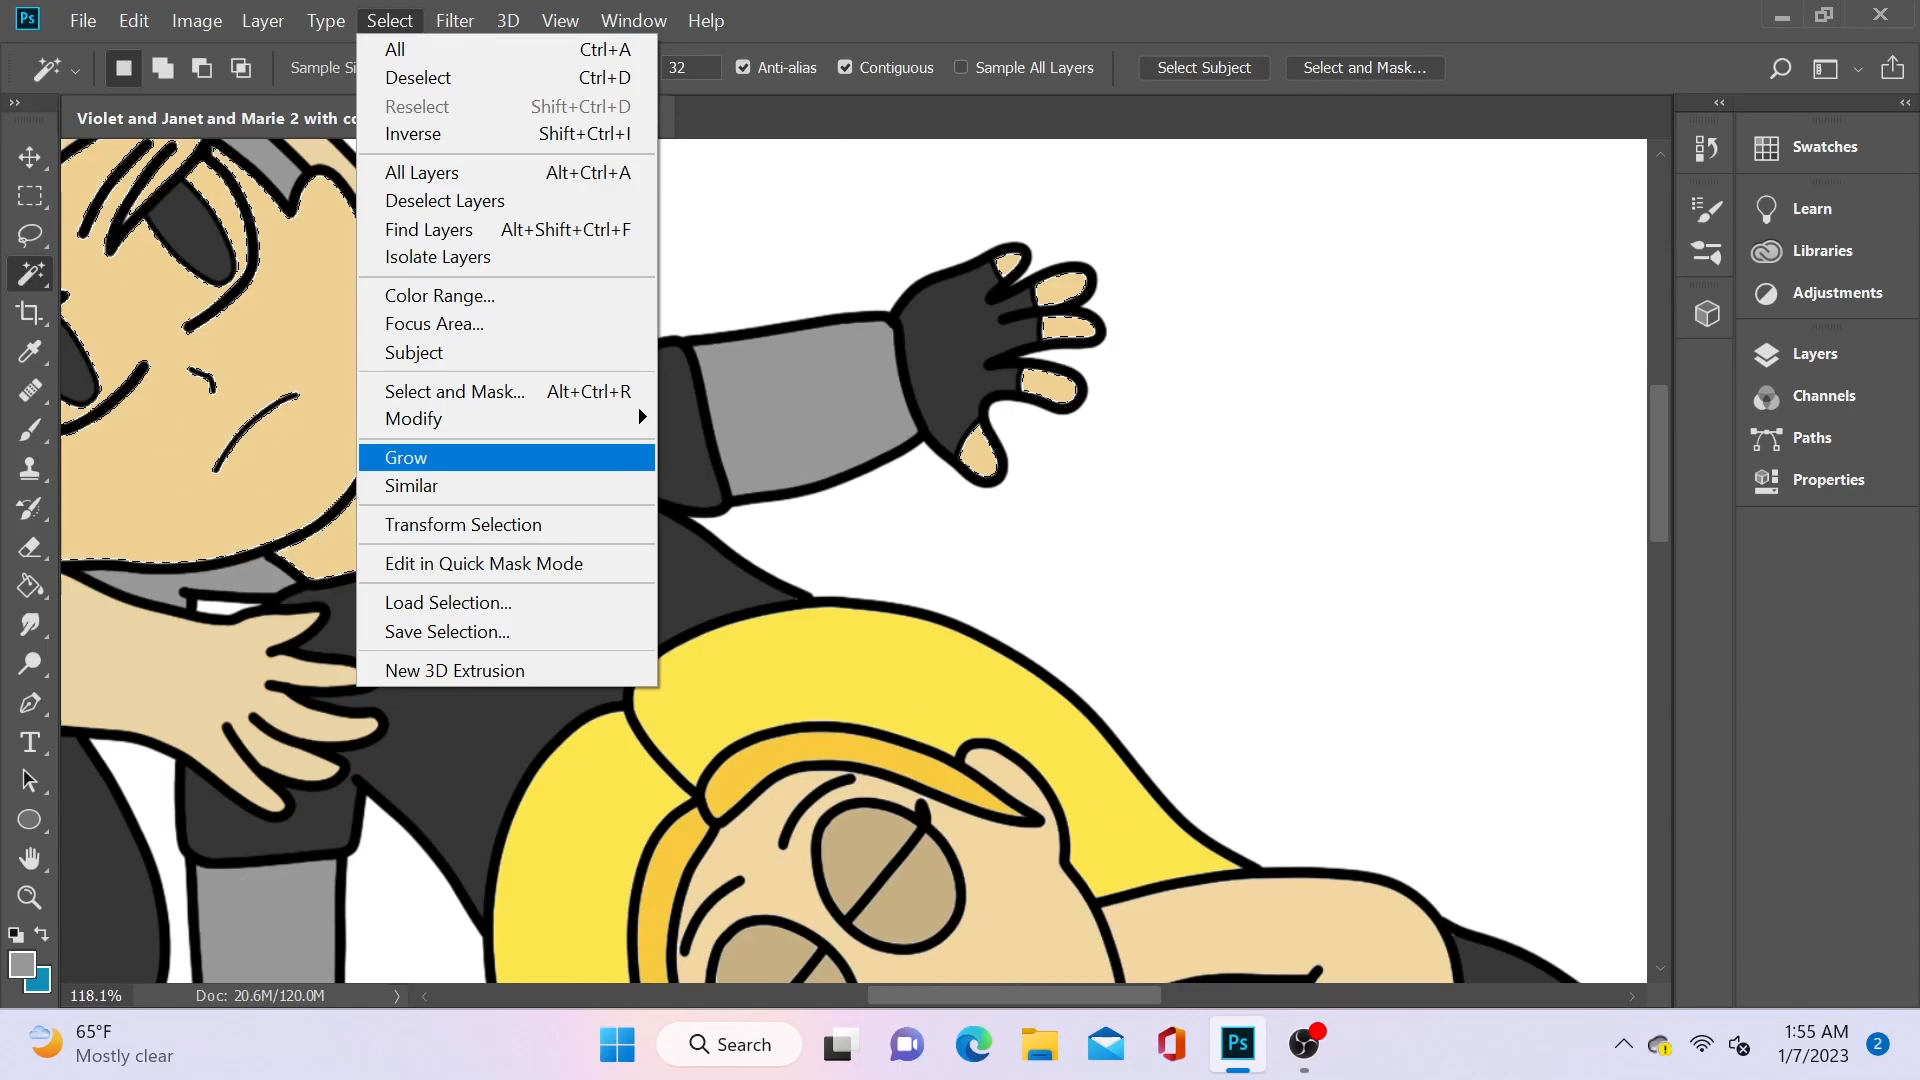 Ps File Edit Image Layer Type Select Filter 3D View Window Help
32 Anti-alias Contiguous Sample All Layers Select Subject Select and Mask...
Sample
Violet and Janet and Marie 2 with
All Ctrl+A
Deselect Ctrl+D
Reselect Shift+Ctrl+D
Inverse Shift+Ctrl+I
All Layers Alt+Ctrl+A
Deselect Layers
Find Layers Alt+Shift+Ctrl+F
Isolate Layers
Color Range...
Focus Area...
Subject
Select and Mask... Alt+Ctrl+R
Modify
Grow
Similar
Transform Selection
Edit in Quick Mask Mode
Load Selection...
Save Selection...
New 3D Extrusion
Swatches
Learn
Libraries
Adjustments
Layers
Channels
Paths
Properties
118.1% Doc: 20.6M/120.0M
65°F
Mostly clear
Search
Ps
1:55 AM
1/7/2023
2